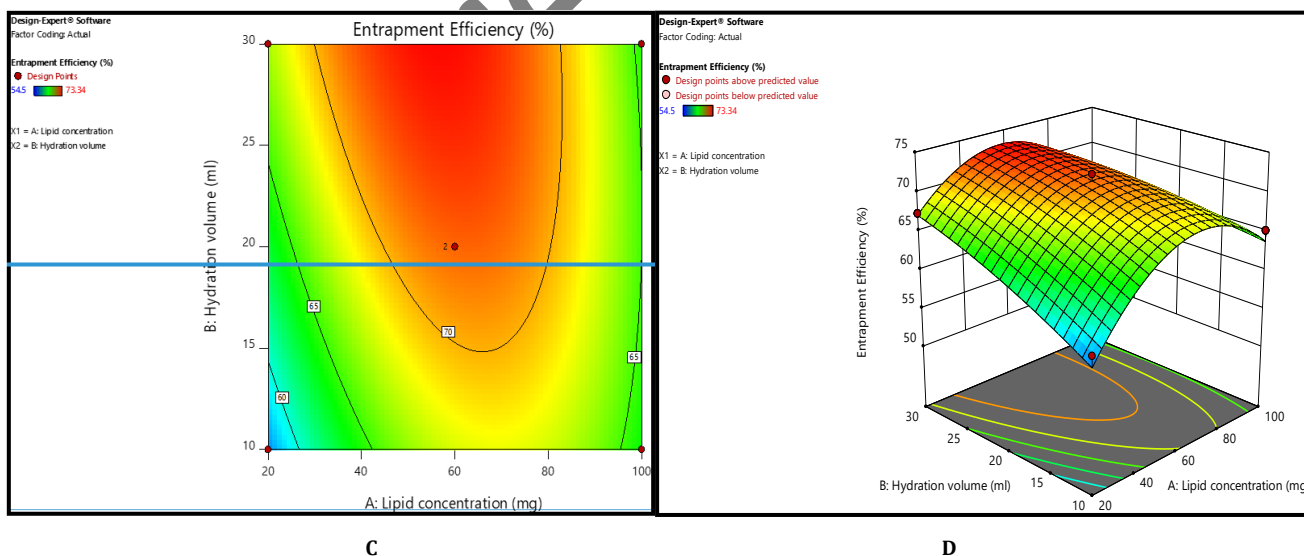 Design-Expert® Software
Factor Coding: Actual
Entrapment Efficiency (%)
Design Points
54.5 73.34
X1 = A: Lipid concentration
X2 = B: Hydration volume
Entrapment Efficiency (%)
B: Hydration volume (ml)
30
25
20
15
10
2
65
70
60
65
20 40 60 80 100
A: Lipid concentration (mg)
C
Design-Expert® Software
Factor Coding: Actual
Entrapment Efficiency (%)
Design points above predicted value
Design points below predicted value
54.5 73.34
X1 = A: Lipid concentration
X2 = B: Hydration volume
Entrapment Efficiency (%)
75
70
65
60
55
50
30
25
20
15
10
20
40
60
80
100
B: Hydration volume (ml)
A: Lipid concentration (mg
D